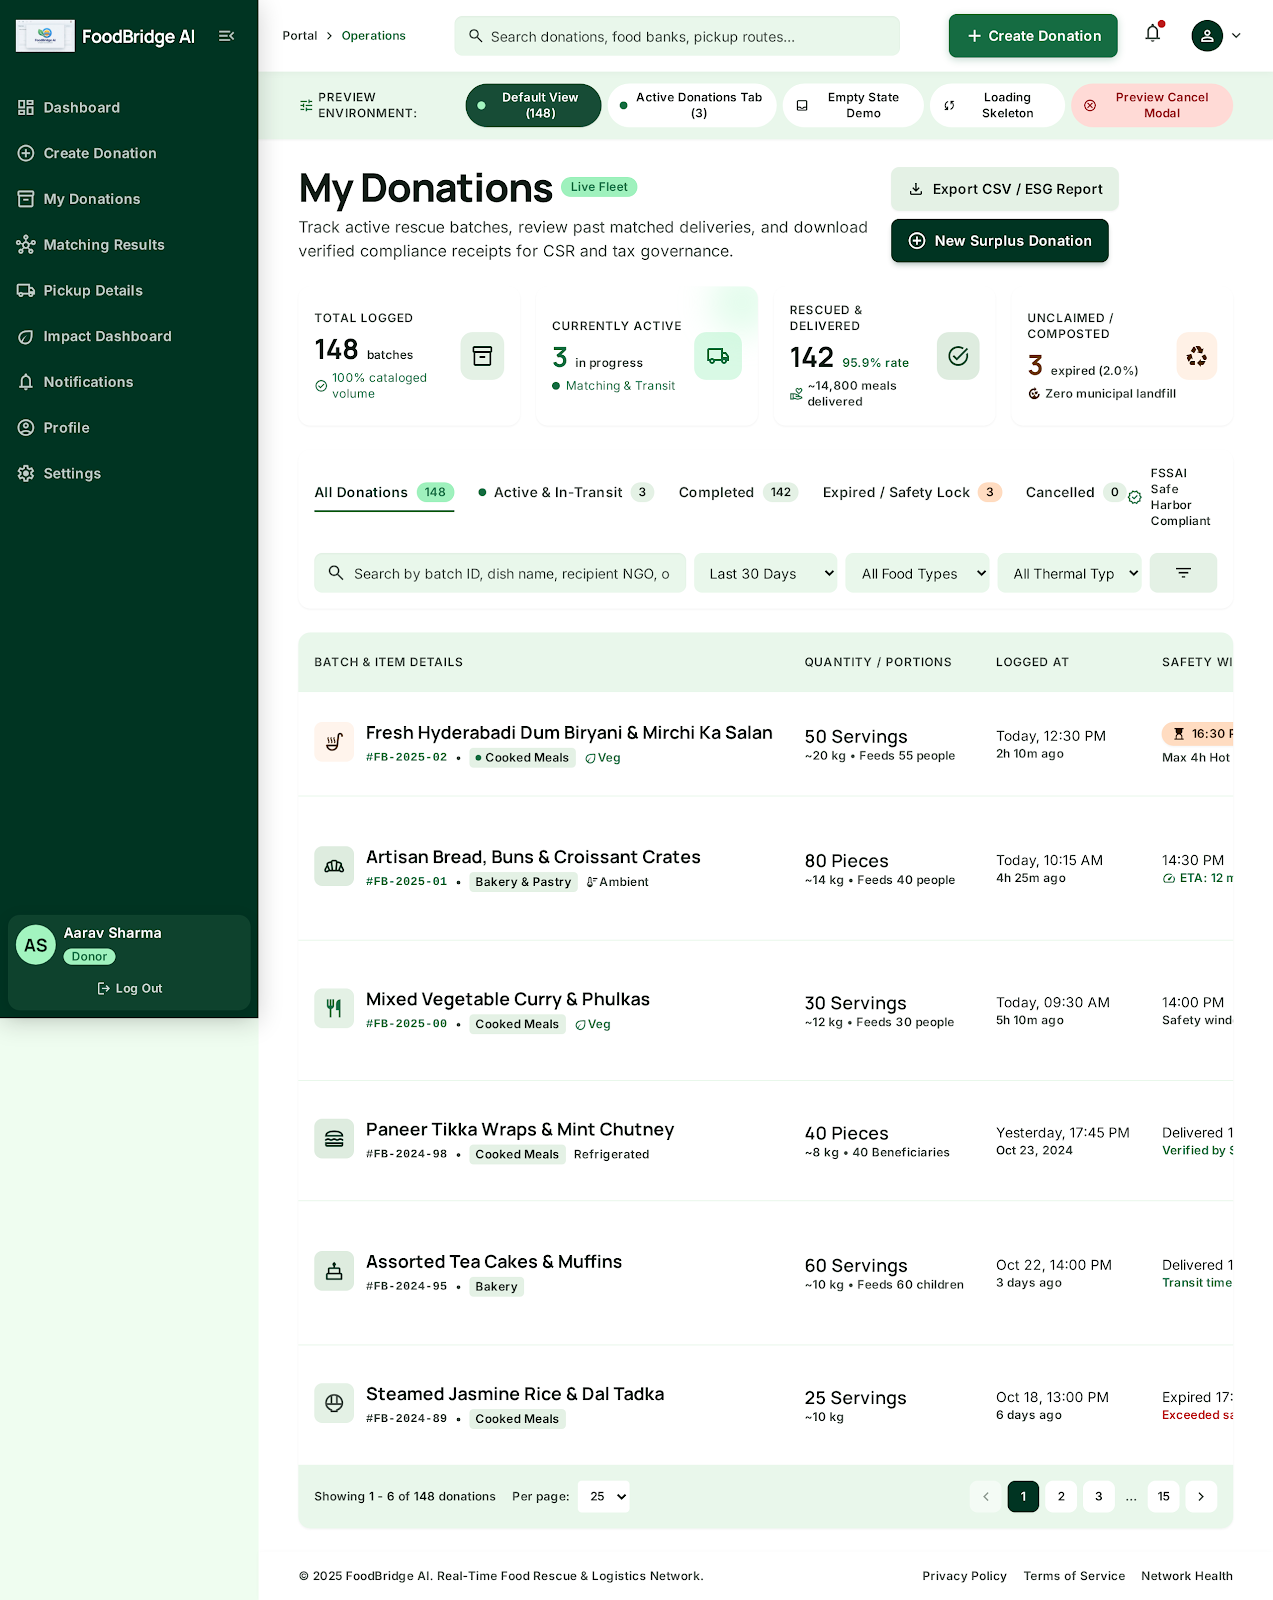 FoodBridge AI
Dashboard
Create Donation
My Donations
Matching Results
Pickup Details
Impact Dashboard
Notifications
Profile
Settings
AS
Aarav Sharma
Donor
Log Out
Portal > Operations
Search donations, food banks, pickup routes...
Create Donation
PREVIEW
ENVIRONMENT:
Default View
(148)
Active Donations Tab
(3)
Empty State
Demo
Loading
Skeleton
Preview Cancel
Modal
My Donations
Live Fleet
Track active rescue batches, review past matched deliveries, and download
verified compliance receipts for CSR and tax governance.
Export CSV / ESG Report
New Surplus Donation
TOTAL LOGGED
148 batches
100% cataloged
volume
CURRENTLY ACTIVE
3 in progress
Matching & Transit
RESCUED &
DELIVERED
142 95.9% rate
~14,800 meals
delivered
UNCLAIMED /
COMPOSTED
3 expired (2.0%)
Zero municipal landfill
All Donations 148
Active & In-Transit 3
Completed 142
Expired / Safety Lock 3
Cancelled 0
FSSAI
Safe
Harbor
Compliant
Search by batch ID, dish name, recipient NGO, o
Last 30 Days
All Food Types
All Thermal Typ
BATCH & ITEM DETAILS QUANTITY / PORTIONS LOGGED AT SAFETY WI
Fresh Hyderabadi Dum Biryani & Mirchi Ka Salan
#FB-2025-02 • Cooked Meals Veg
50 Servings
~20 kg • Feeds 55 people
Today, 12:30 PM
2h 10m ago
16:30 P
Max 4h Hot
Artisan Bread, Buns & Croissant Crates
#FB-2025-01 • Bakery & Pastry Ambient
80 Pieces
~14 kg • Feeds 40 people
Today, 10:15 AM
4h 25m ago
14:30 PM
ETA: 12 m
Mixed Vegetable Curry & Phulkas
#FB-2025-00 • Cooked Meals Veg
30 Servings
~12 kg • Feeds 30 people
Today, 09:30 AM
5h 10m ago
14:00 PM
Safety wind
Paneer Tikka Wraps & Mint Chutney
#FB-2024-98 • Cooked Meals Refrigerated
40 Pieces
~8 kg • 40 Beneficiaries
Yesterday, 17:45 PM
Oct 23, 2024
Delivered 1
Verified by S
Assorted Tea Cakes & Muffins
#FB-2024-95 • Bakery
60 Servings
~10 kg • Feeds 60 children
Oct 22, 14:00 PM
3 days ago
Delivered 1
Transit time
Steamed Jasmine Rice & Dal Tadka
#FB-2024-89 • Cooked Meals
25 Servings
~10 kg
Oct 18, 13:00 PM
6 days ago
Expired 17:
Exceeded sa
Showing 1 - 6 of 148 donations Per page: 25
1 2 3 ... 15
© 2025 FoodBridge AI. Real-Time Food Rescue & Logistics Network.
Privacy Policy Terms of Service Network Health